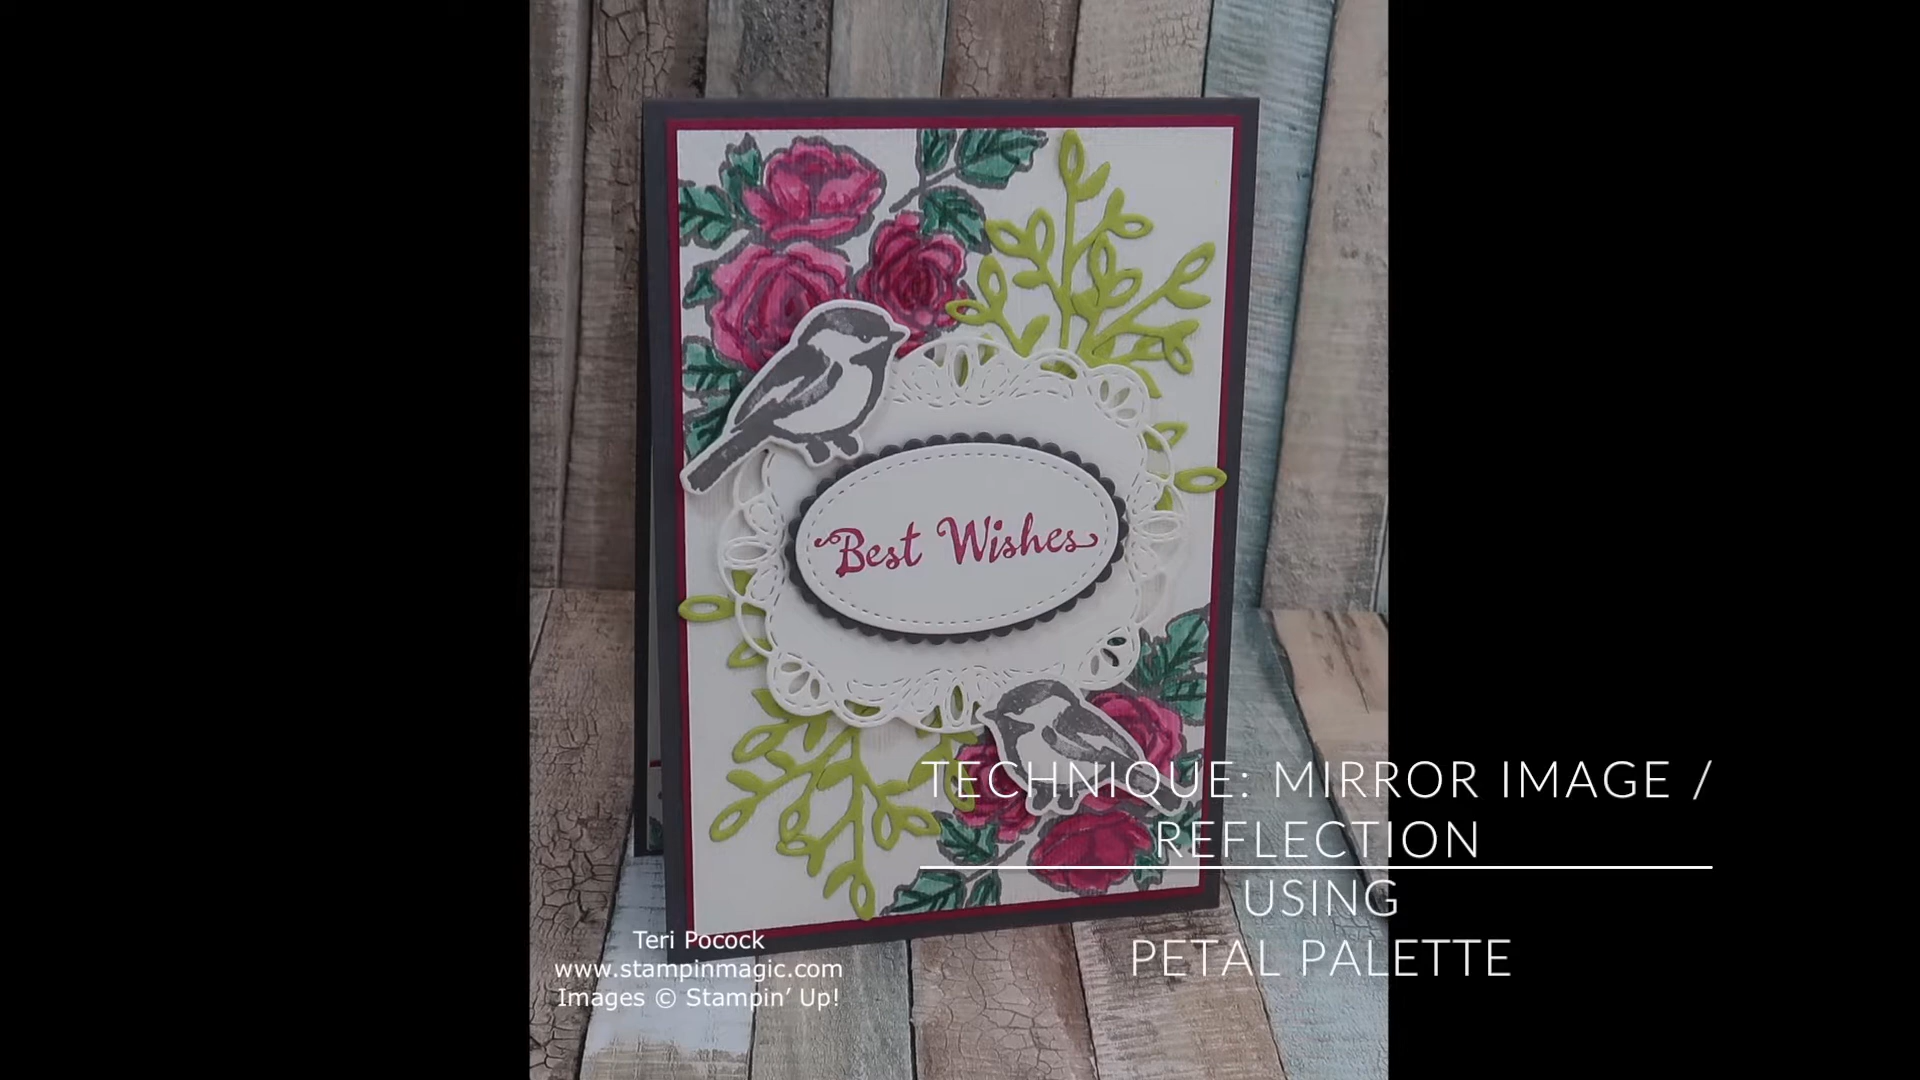 Best Wishes
TECHNIQUE: MIRROR IMAGE /
REFLECTION
USING
PETAL PALETTE
Teri Pocock
www.stampinmagic.com
Images © Stampin’ Up!